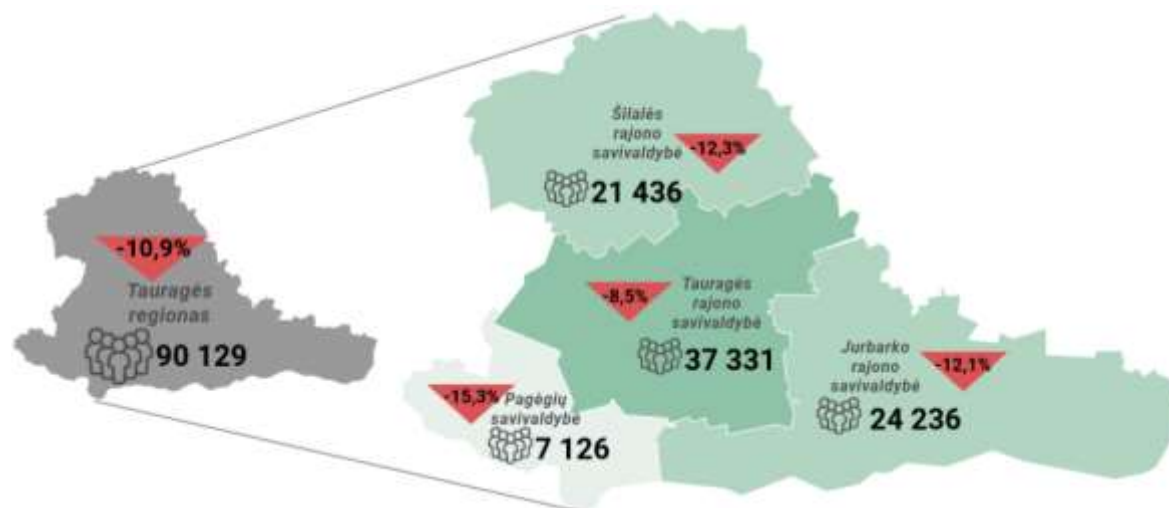 -10,9%
Tauragės
regionas
90 129
Šilalės
rajono
savivaldybė
-12,3%
21 436
-8,5%
Tauragės
rajono
savivaldybė
37 331
-15,3%
Pagėgių
savivaldybė
7 126
Jurbarko
rajono
savivaldybė
-12,1%
24 236